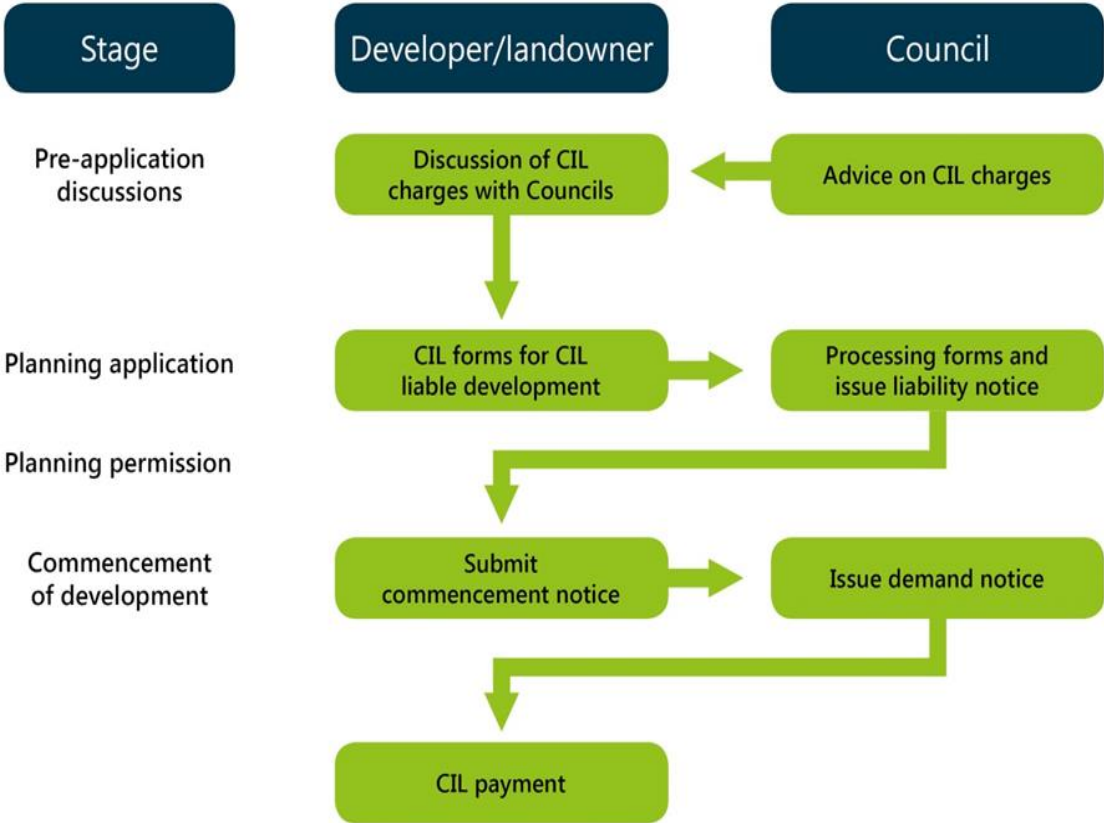 Stage
Developer/landowner
Council
Pre-application
discussions
Discussion of CIL
charges with Councils
Advice on CIL charges
Planning application
CIL forms for CIL
liable development
Processing forms and
issue liability notice
Planning permission
Commencement
of development
Submit
commencement notice
Issue demand notice
CIL payment